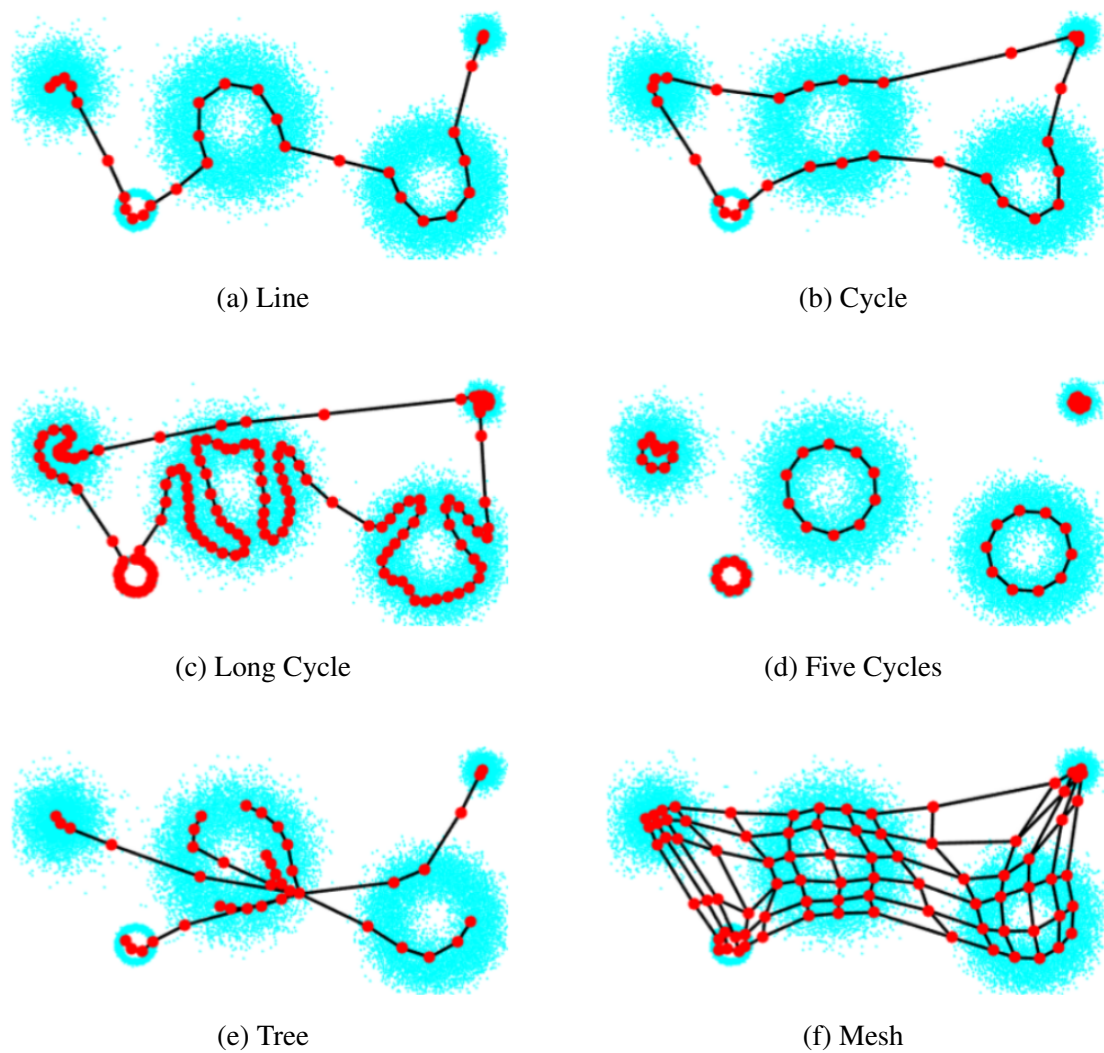 (a) Line
(b) Cycle
(c) Long Cycle
(d) Five Cycles
(e) Tree
(f) Mesh